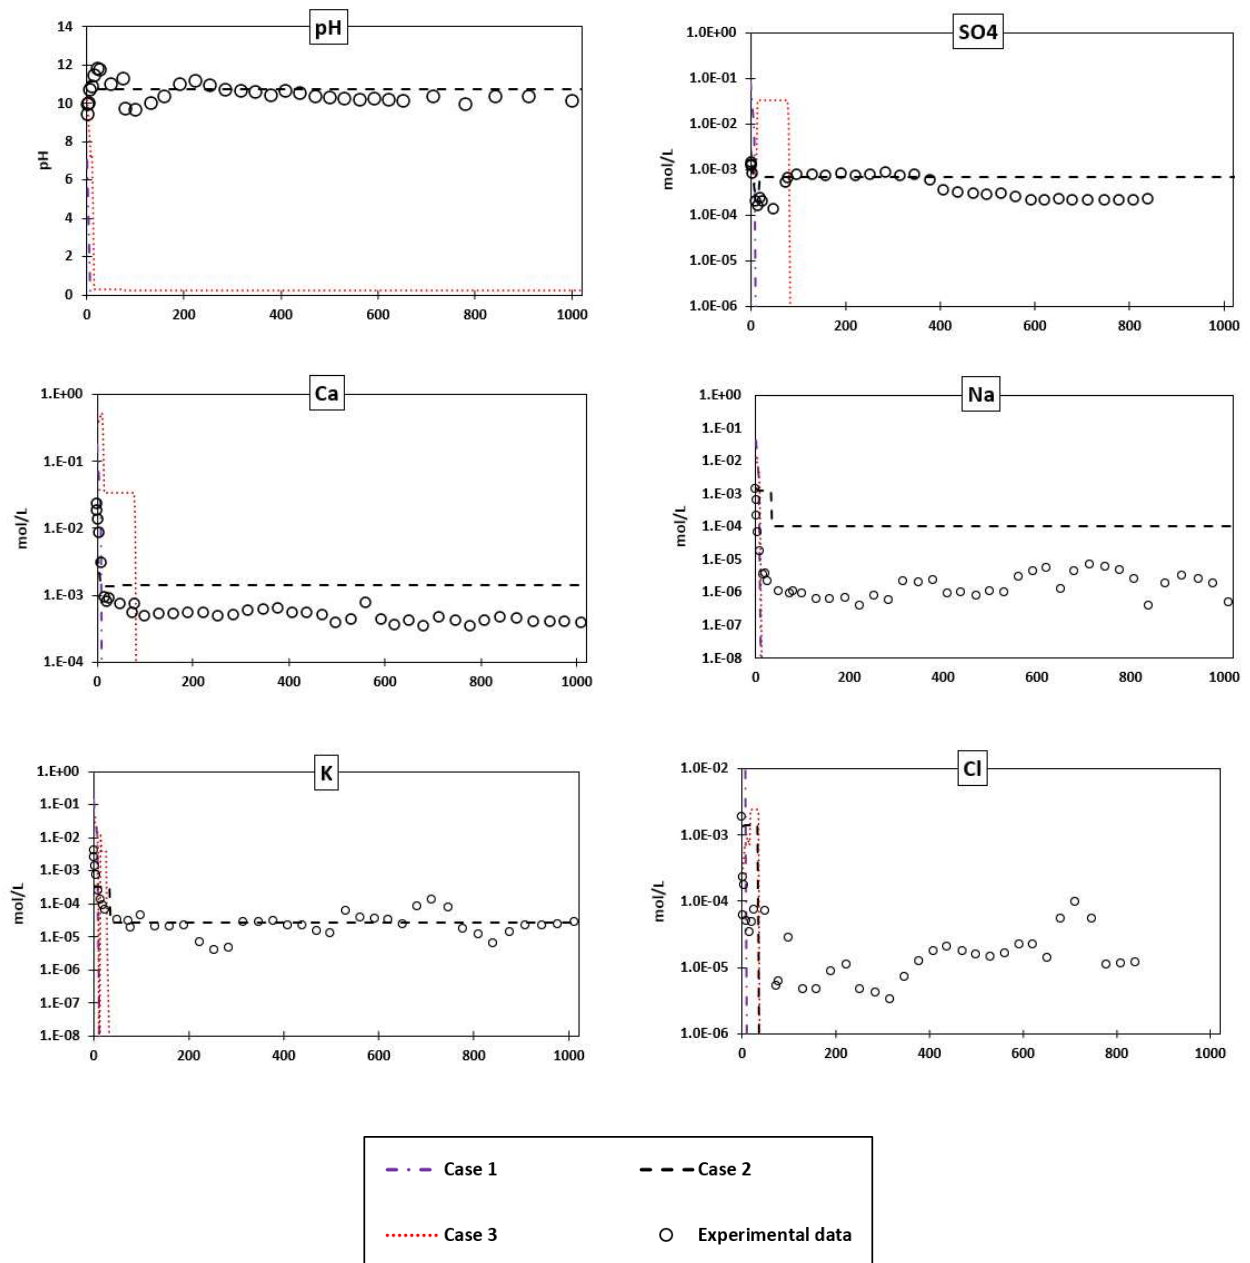 pH
14
12
10
8
6
4
2
0
pH
0 200 400 600 800 1000
SO4
1.0E+00
1.0E-01
1.0E-02
1.0E-03
1.0E-04
1.0E-05
1.0E-06
mol/L
0 200 400 600 800 1000
Ca
1.E+00
1.E-01
1.E-02
1.E-03
1.E-04
mol/L
0 200 400 600 800 1000
Na
1.E+00
1.E-01
1.E-02
1.E-03
1.E-04
1.E-05
1.E-06
1.E-07
1.E-08
mol/L
0 200 400 600 800 1000
K
1.E+00
1.E-01
1.E-02
1.E-03
1.E-04
1.E-05
1.E-06
1.E-07
1.E-08
mol/L
0 200 400 600 800 1000
Cl
1.0E-02
1.0E-03
1.0E-04
1.0E-05
1.0E-06
mol/L
0 200 400 600 800 1000
Case 1 Case 2
Case 3 Experimental data